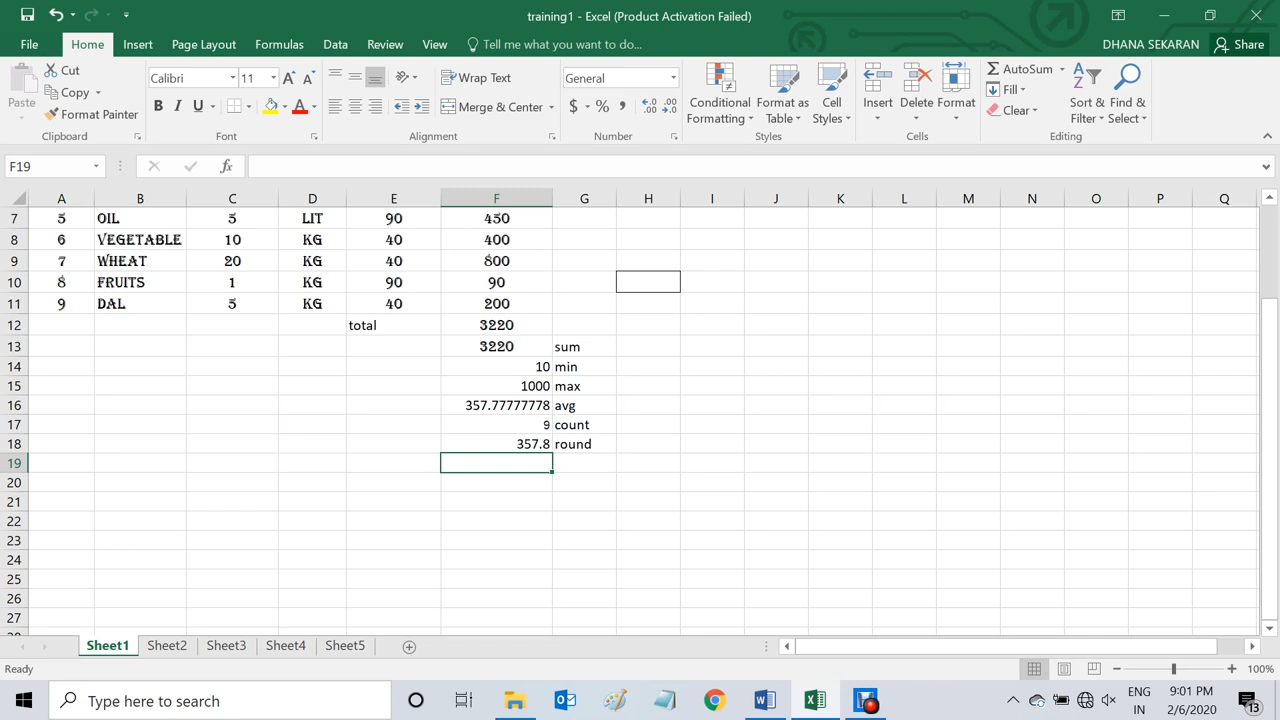 training1 - Excel (Product Activation Failed)
File Home Insert Page Layout Formulas Data Review View Tell me what you want to do... DHANA SEKARAN Share
Paste
Cut
Copy
Format Painter
Clipboard
Calibri 11
B I U
Font
Wrap Text
Merge & Center
Alignment
General
$ % ,
Number
Conditional Formatting
Format as Table
Cell Styles
Styles
Insert Delete Format
Cells
AutoSum
Fill
Clear
Sort & Filter
Find & Select
Editing
F19 fx
A B C D E F G H I J K L M N O P Q
7 5 OIL 5 LIT 90 450
8 6 VEGETABLE 10 KG 40 400
9 7 WHEAT 20 KG 40 800
10 8 FRUITS 1 KG 90 90
11 9 DAL 5 KG 40 200
12 total 3220
13 3220 sum
14 10 min
15 1000 max
16 357.77777778 avg
17 9 count
18 357.8 round
19
20
21
22
23
24
25
26
27
Sheet1 Sheet2 Sheet3 Sheet4 Sheet5
Ready 100%
Type here to search
ENG
IN
9:01 PM
2/6/2020
13